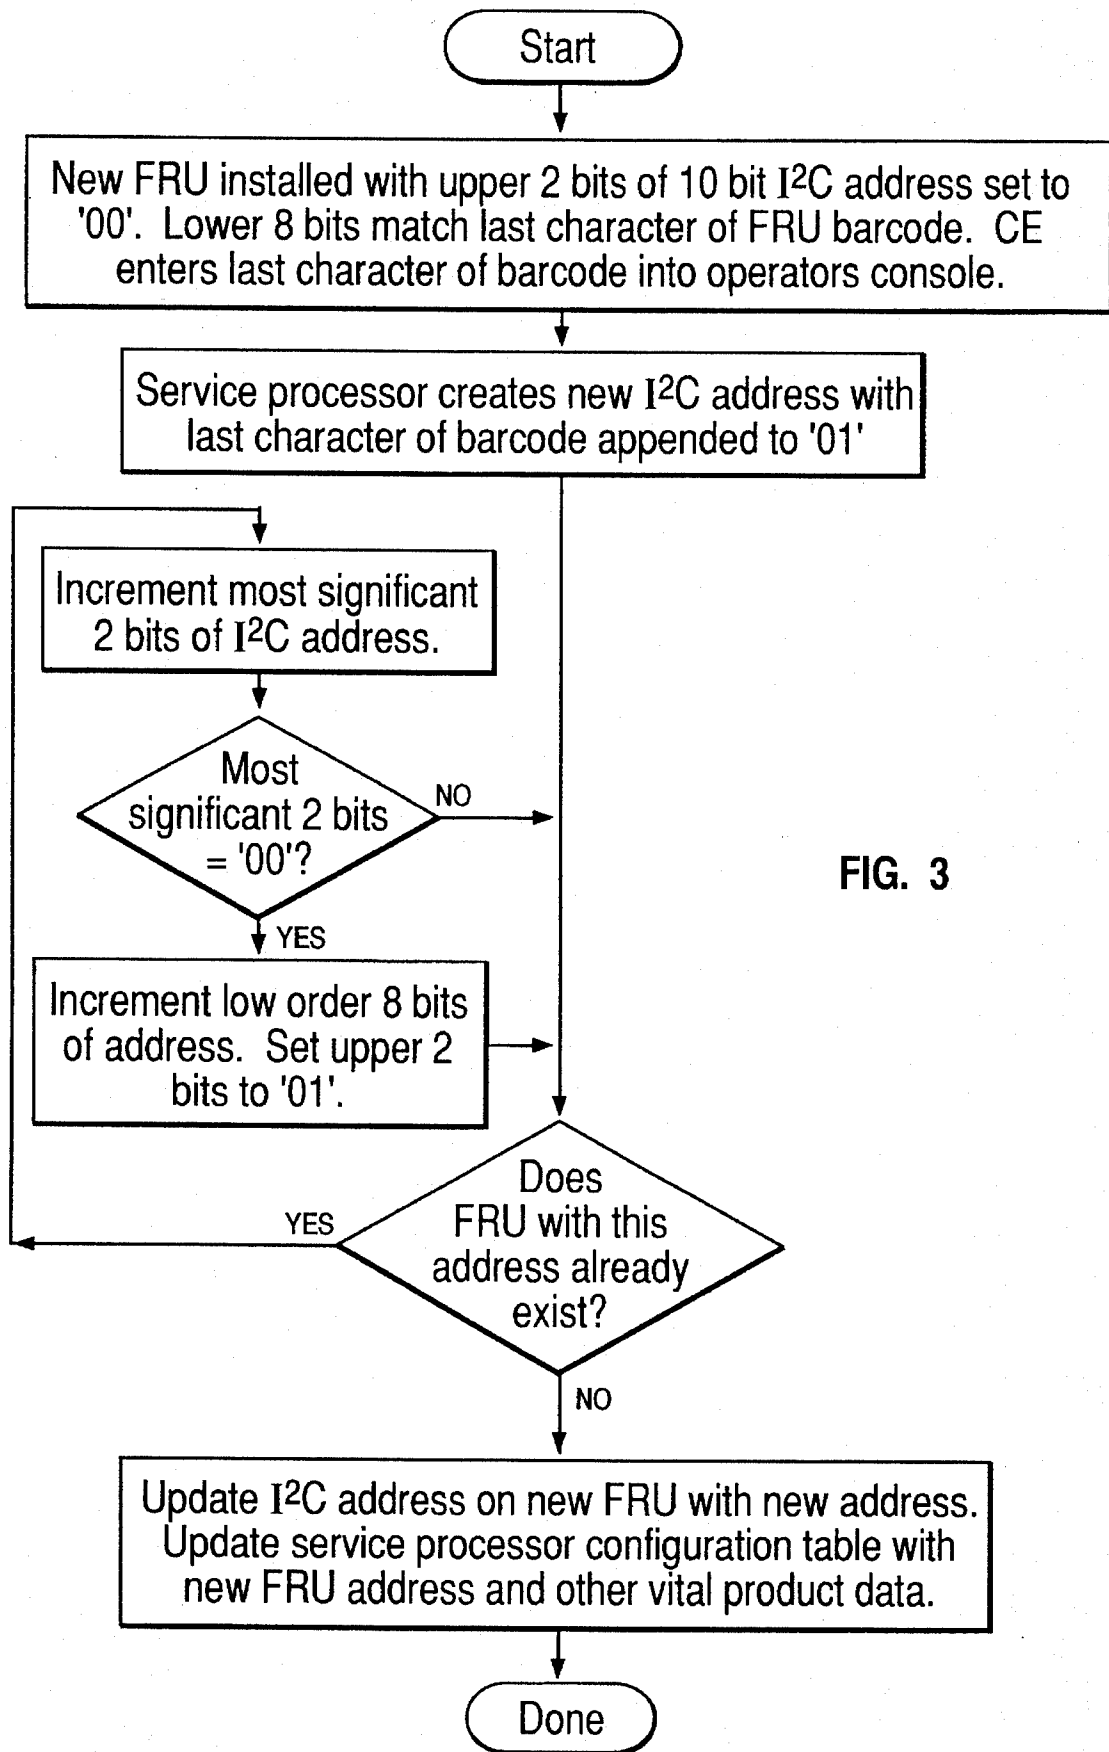 Start
New FRU installed with upper 2 bits of 10 bit I²C address set to
'00'. Lower 8 bits match last character of FRU barcode. CE
enters last character of barcode into operators console.
Service processor creates new I²C address with
last character of barcode appended to '01'
Increment most significant
2 bits of I²C address.
Most
significant 2 bits
= '00'?
NO
YES
Increment low order 8 bits
of address. Set upper 2
bits to '01'.
FIG. 3
Does
FRU with this
address already
exist?
YES
NO
Update I²C address on new FRU with new address.
Update service processor configuration table with
new FRU address and other vital product data.
Done